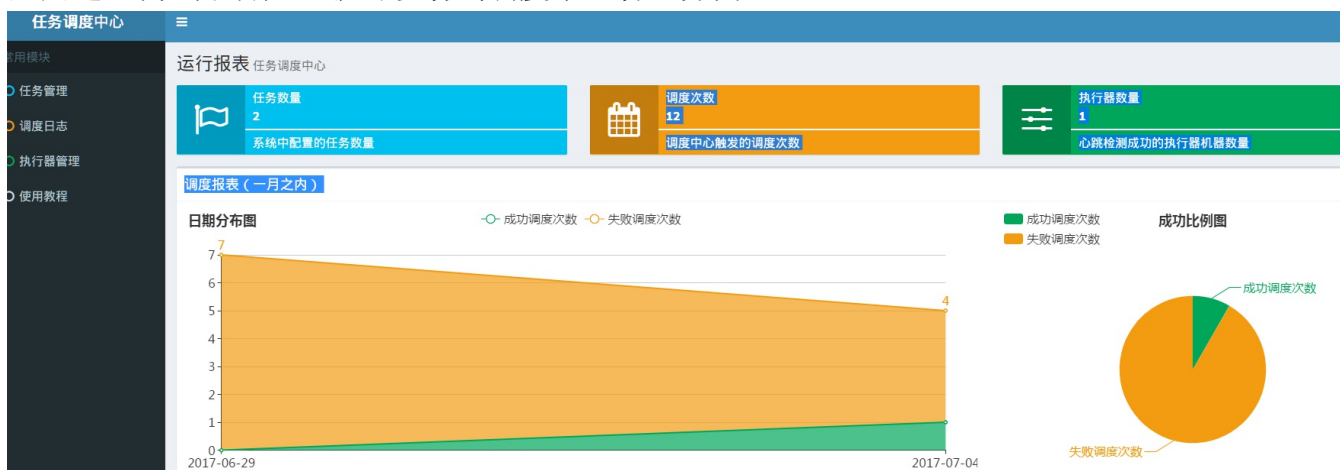 任务调度中心
常用模块
任务管理
调度日志
执行器管理
使用教程
运行报表 任务调度中心
任务数量
2
系统中配置的任务数量
调度次数
12
调度中心触发的调度次数
执行器数量
1
心跳检测成功的执行器机器数量
调度报表（一月之内）
日期分布图
成功调度次数 失败调度次数
7
7
6
5
4
4
3
2
1
0
2017-06-29 2017-07-04
成功调度次数
失败调度次数
成功比例图
成功调度次数
失败调度次数